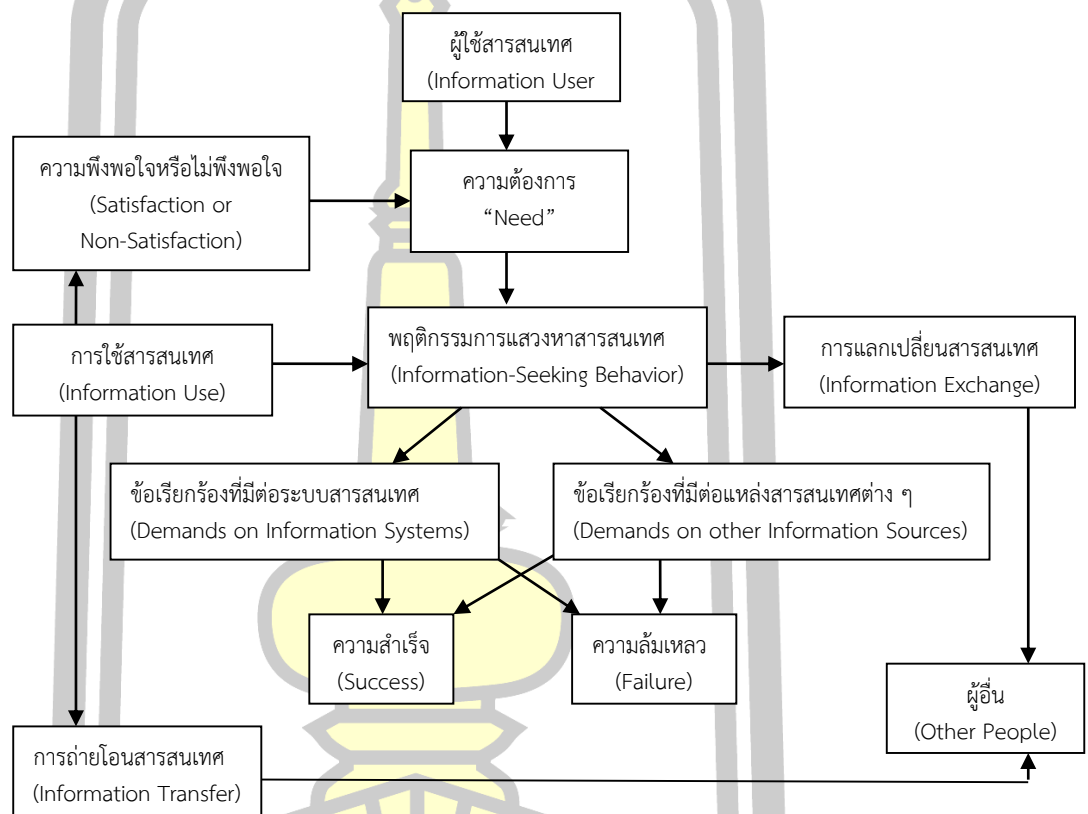 ผู้ใช้สารสนเทศ
(Information User
ความพึงพอใจหรือไม่พึงพอใจ
(Satisfaction or
Non-Satisfaction)
ความต้องการ
“Need”
การใช้สารสนเทศ
(Information Use)
พฤติกรรมการแสวงหาสารสนเทศ
(Information-Seeking Behavior)
การแลกเปลี่ยนสารสนเทศ
(Information Exchange)
ข้อเรียกร้องที่มีต่อระบบสารสนเทศ
(Demands on Information Systems)
ข้อเรียกร้องที่มีต่อแหล่งสารสนเทศต่าง ๆ
(Demands on other Information Sources)
ความสำเร็จ
(Success)
ความล้มเหลว
(Failure)
ผู้อื่น
(Other People)
การถ่ายโอนสารสนเทศ
(Information Transfer)